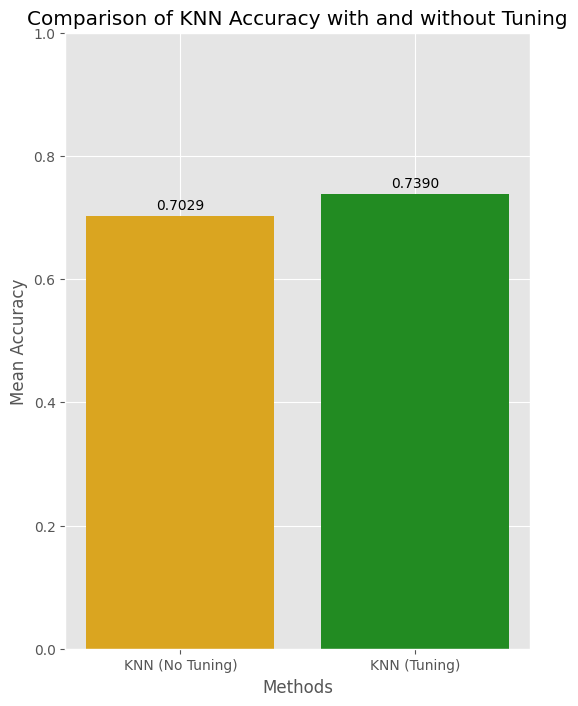 Comparison of KNN Accuracy with and without Tuning
1.0
0.8
0.6
0.4
0.2
0.0
Mean Accuracy
0.7029
0.7390
KNN (No Tuning)
KNN (Tuning)
Methods